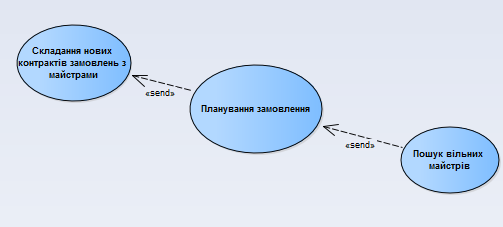 Складання нових
контрактів замовлень з
майстрами
«send»
Планування замовлення
«send»
Пошук вільних
майстрів